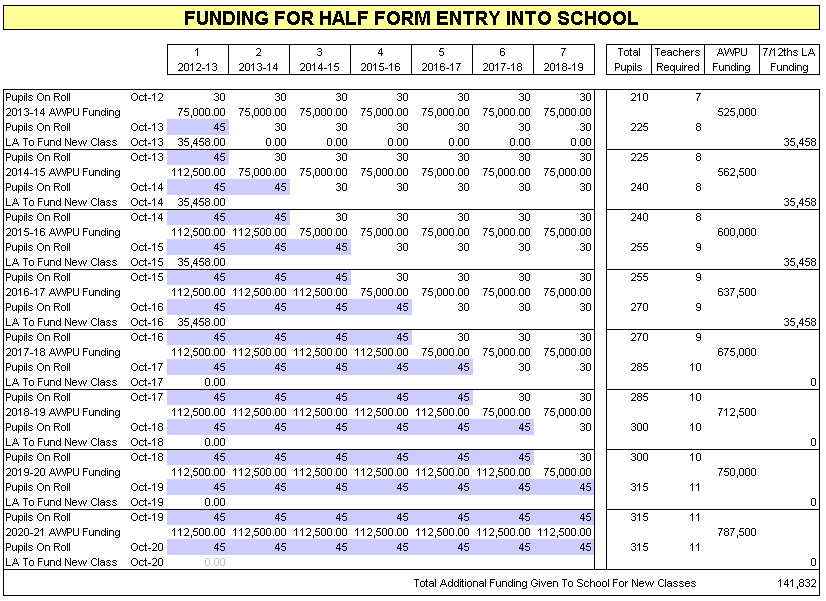 FUNDING FOR HALF FORM ENTRY INTO SCHOOL
1 2 3 4 5 6 7 Total Teachers AWPU 7/12ths LA
2012-13 2013-14 2014-15 2015-16 2016-17 2017-18 2018-19 Pupils Required Funding Funding
Pupils On Roll Oct-12 30 30 30 30 30 30 30 210 7
2013-14 AWPU Funding 75,000.00 75,000.00 75,000.00 75,000.00 75,000.00 75,000.00 75,000.00 525,000
Pupils On Roll Oct-13 45 30 30 30 30 30 30 225 8
LA To Fund New Class Oct-13 35,458.00 0.00 0.00 0.00 0.00 0.00 0.00 35,458
Pupils On Roll Oct-13 45 30 30 30 30 30 30 225 8
2014-15 AWPU Funding 112,500.00 75,000.00 75,000.00 75,000.00 75,000.00 75,000.00 75,000.00 562,500
Pupils On Roll Oct-14 45 45 30 30 30 30 30 240 8
LA To Fund New Class Oct-14 35,458.00 35,458
Pupils On Roll Oct-14 45 45 30 30 30 30 30 240 8
2015-16 AWPU Funding 112,500.00 112,500.00 75,000.00 75,000.00 75,000.00 75,000.00 75,000.00 600,000
Pupils On Roll Oct-15 45 45 45 30 30 30 30 255 9
LA To Fund New Class Oct-15 35,458.00 35,458
Pupils On Roll Oct-15 45 45 45 30 30 30 30 255 9
2016-17 AWPU Funding 112,500.00 112,500.00 112,500.00 75,000.00 75,000.00 75,000.00 75,000.00 637,500
Pupils On Roll Oct-16 45 45 45 45 30 30 30 270 9
LA To Fund New Class Oct-16 35,458.00 35,458
Pupils On Roll Oct-16 45 45 45 45 30 30 30 270 9
2017-18 AWPU Funding 112,500.00 112,500.00 112,500.00 112,500.00 75,000.00 75,000.00 75,000.00 675,000
Pupils On Roll Oct-17 45 45 45 45 45 30 30 285 10
LA To Fund New Class Oct-17 0.00 0
Pupils On Roll Oct-17 45 45 45 45 45 30 30 285 10
2018-19 AWPU Funding 112,500.00 112,500.00 112,500.00 112,500.00 112,500.00 75,000.00 75,000.00 712,500
Pupils On Roll Oct-18 45 45 45 45 45 45 30 300 10
LA To Fund New Class Oct-18 0.00 0
Pupils On Roll Oct-18 45 45 45 45 45 45 30 300 10
2019-20 AWPU Funding 112,500.00 112,500.00 112,500.00 112,500.00 112,500.00 112,500.00 75,000.00 750,000
Pupils On Roll Oct-19 45 45 45 45 45 45 45 315 11
LA To Fund New Class Oct-19 0.00 0
Pupils On Roll Oct-19 45 45 45 45 45 45 45 315 11
2020-21 AWPU Funding 112,500.00 112,500.00 112,500.00 112,500.00 112,500.00 112,500.00 112,500.00 787,500
Pupils On Roll Oct-20 45 45 45 45 45 45 45 315 11
LA To Fund New Class Oct-20 0.00 0
Total Additional Funding Given To School For New Classes 141,832